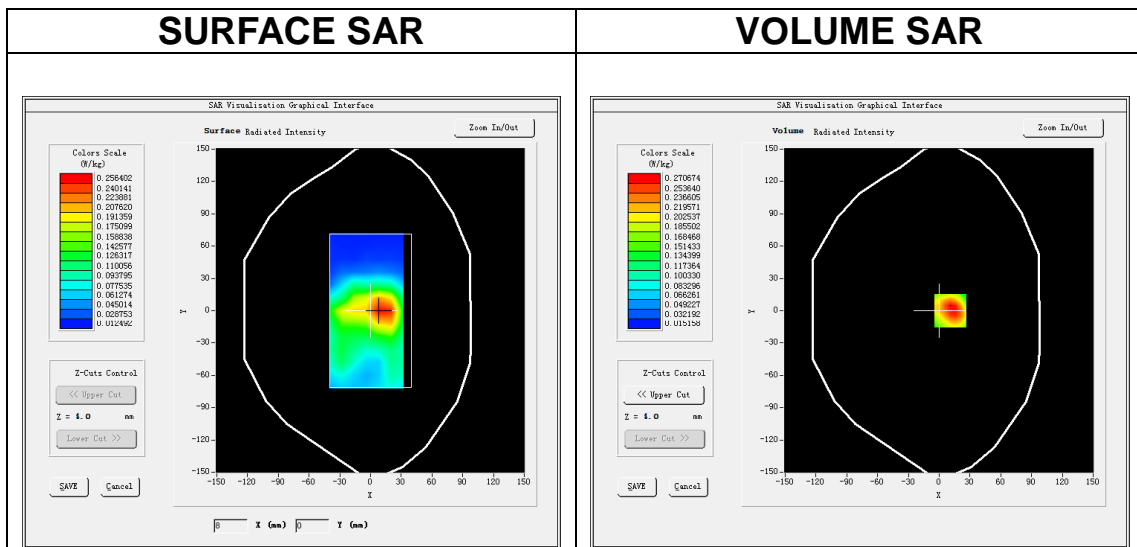 SURFACE SAR
VOLUME SAR
SAR Visualisation Graphical Interface
Surface Radiated Intensity
Zoom In/Out
Colors Scale
(W/kg)
0.256402
0.240141
0.223881
0.207620
0.191359
0.175099
0.158838
0.142577
0.126317
0.110056
0.093795
0.077535
0.061274
0.045014
0.028753
0.012492
150
120
90
60
30
0
-30
-60
-90
-120
-150
Y
-150 -120 -90 -60 -30 0 30 60 90 120 150
X
Z-Cuts Control
<< Upper Cut
Z = 4.0 mm
Lower Cut >>
SAVE Cancel
8 X (mm) 0 Y (mm)
SAR Visualisation Graphical Interface
Volume Radiated Intensity
Zoom In/Out
Colors Scale
(W/kg)
0.270674
0.253640
0.236605
0.219571
0.202537
0.185502
0.168468
0.151433
0.134399
0.117364
0.100330
0.083296
0.066261
0.049227
0.032192
0.015158
150
120
90
60
30
0
-30
-60
-90
-120
-150
Y
-150 -120 -90 -60 -30 0 30 60 90 120 150
X
Z-Cuts Control
<< Upper Cut
Z = 4.0 mm
Lower Cut >>
SAVE Cancel